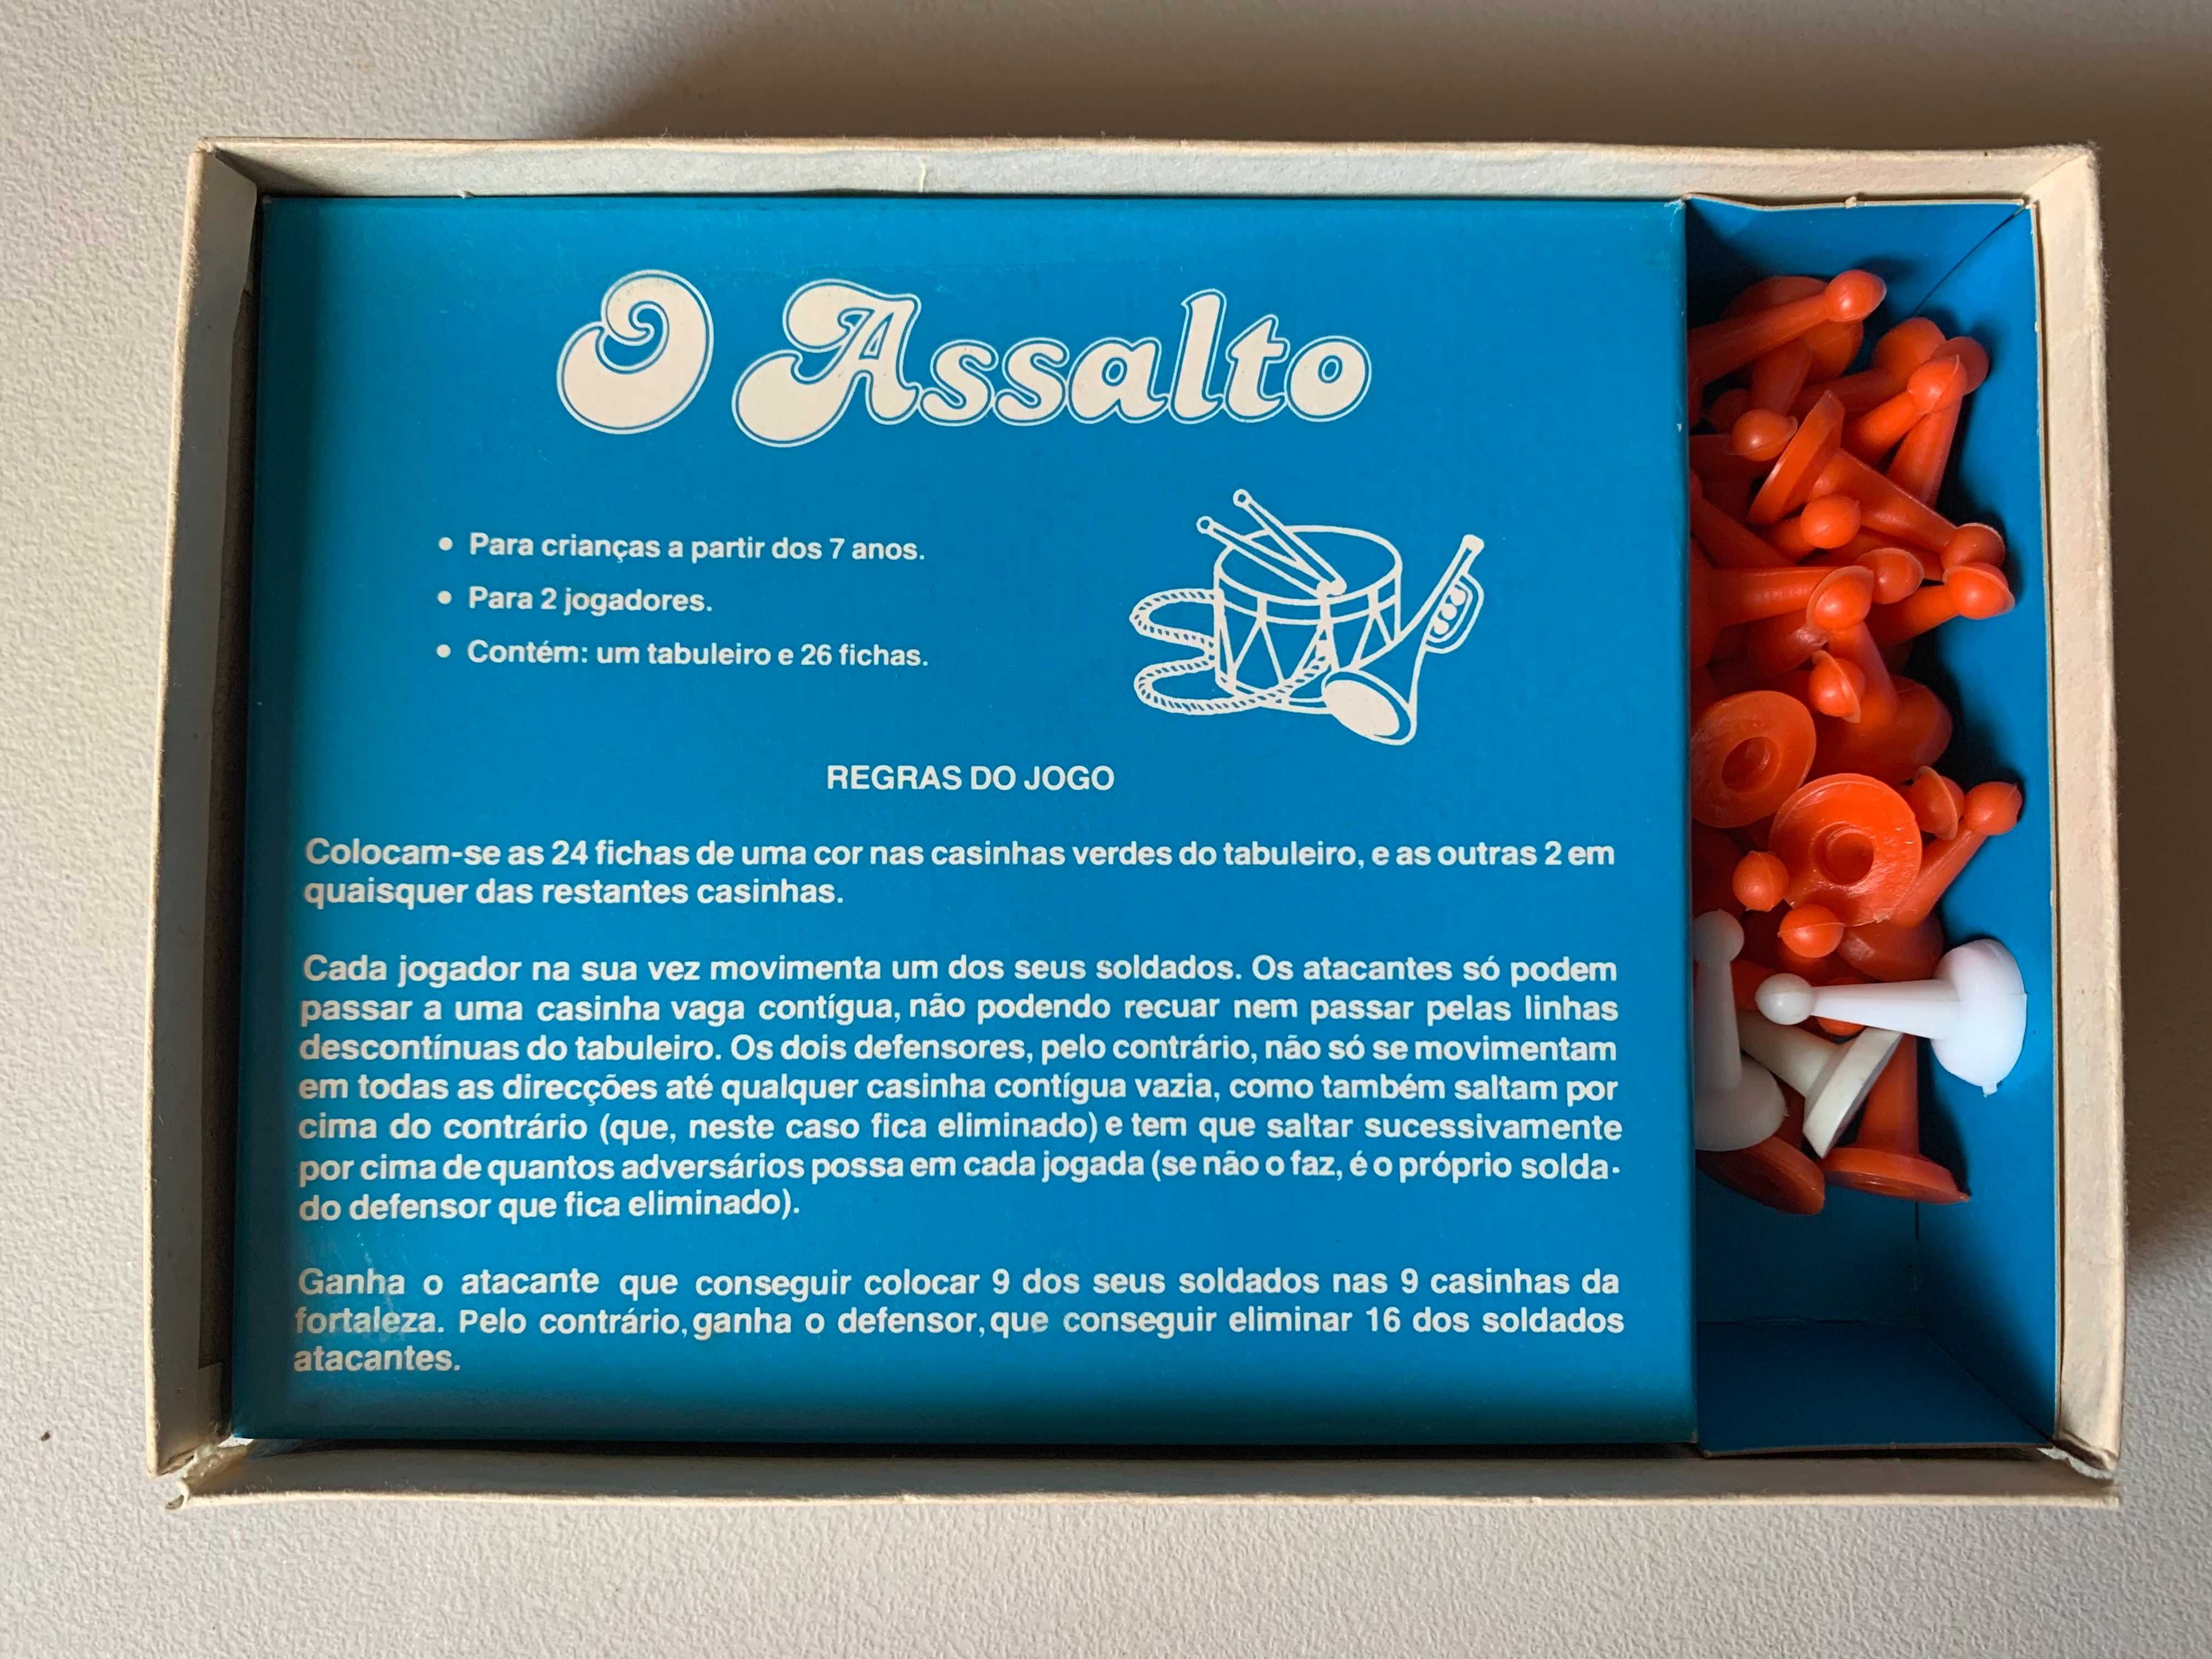 O Assalto
• Para crianças a partir dos 7 anos.
• Para 2 jogadores.
• Contém: um tabuleiro e 26 fichas.
REGRAS DO JOGO
Colocam-se as 24 fichas de uma cor nas casinhas verdes do tabuleiro, e as outras 2 em
quaisquer das restantes casinhas.
Cada jogador na sua vez movimenta um dos seus soldados. Os atacantes só podem
passar a uma casinha vaga contígua, não podendo recuar nem passar pelas linhas
descontínuas do tabuleiro. Os dois defensores, pelo contrário, não só se movimentam
em todas as direcções até qualquer casinha contígua vazia, como também saltam por
cima do contrário (que, neste caso fica eliminado) e tem que saltar sucessivamente
por cima de quantos adversários possa em cada jogada (se não o faz, é o próprio solda-
do defensor que fica eliminado).
Ganha o atacante que conseguir colocar 9 dos seus soldados nas 9 casinhas da
fortaleza. Pelo contrário, ganha o defensor, que conseguir eliminar 16 dos soldados
atacantes.